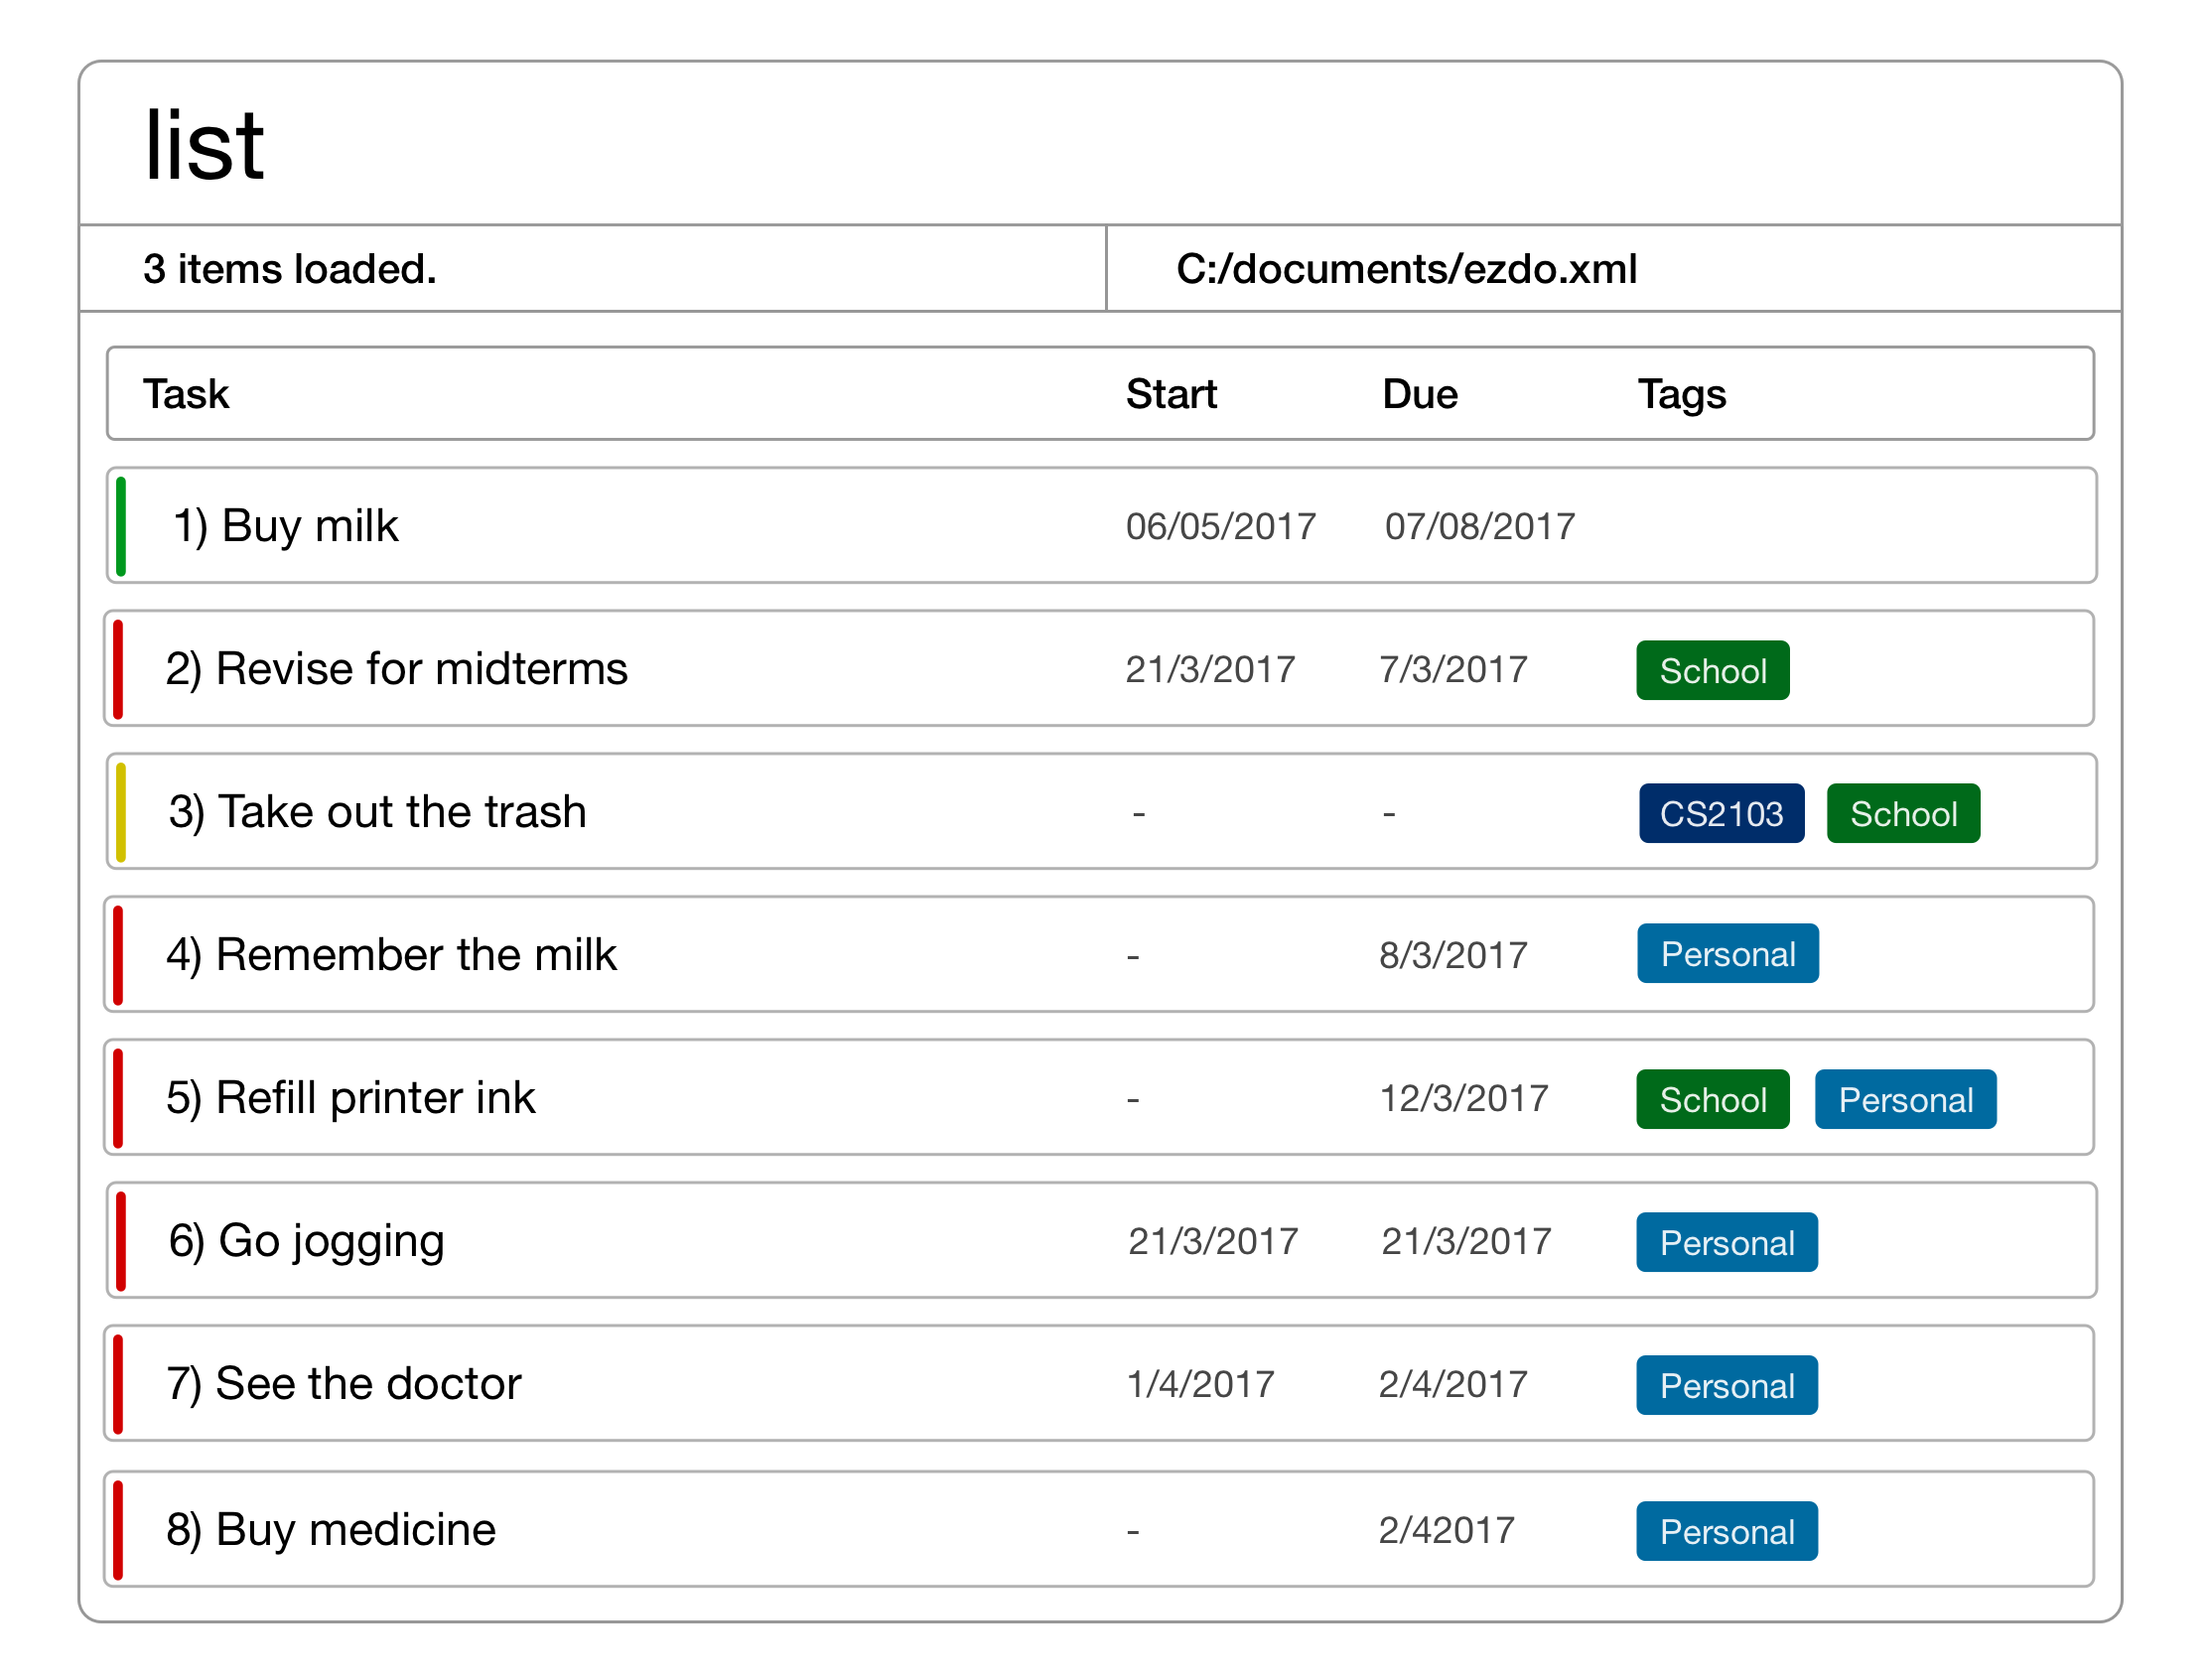 list
3 items loaded. C:/documents/ezdo.xml
Task Start Due Tags
1) Buy milk 06/05/2017 07/08/2017
2) Revise for midterms 21/3/2017 7/3/2017 School
3) Take out the trash - - CS2103 School
4) Remember the milk - 8/3/2017 Personal
5) Refill printer ink - 12/3/2017 School Personal
6) Go jogging 21/3/2017 21/3/2017 Personal
7) See the doctor 1/4/2017 2/4/2017 Personal
8) Buy medicine - 2/42017 Personal